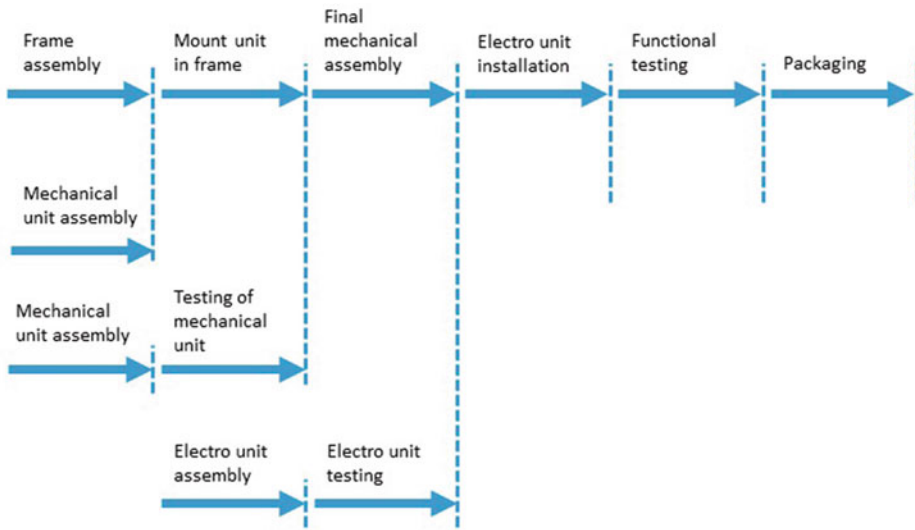 Frame
assembly
Mount unit
in frame
Final
mechanical
assembly
Electro unit
installation
Functional
testing
Packaging
Mechanical
unit assembly
Mechanical
unit assembly
Testing of
mechanical
unit
Electro unit
assembly
Electro unit
testing